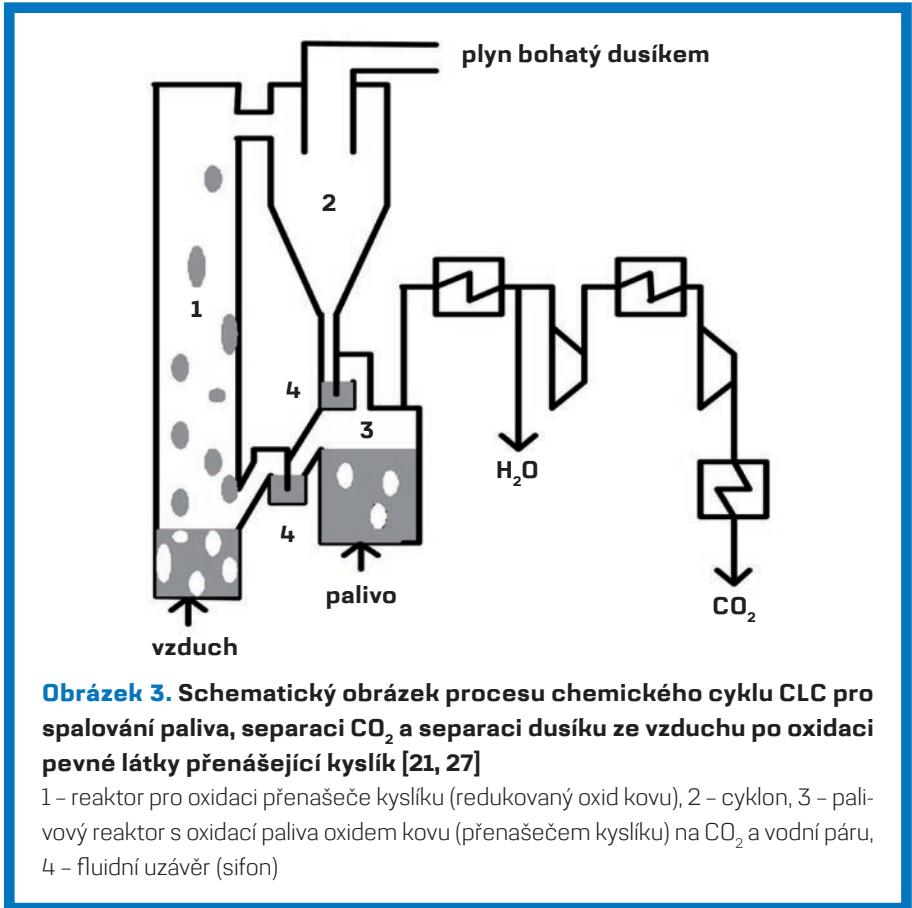 plyn bohatý dusíkem
2
1
4
3
H₂O
4
palivo
CO₂
vzduch
Obrázek 3. Schematický obrázek procesu chemického cyklu CLC pro
spalování paliva, separaci CO₂ a separaci dusíku ze vzduchu po oxidaci
pevné látky přenášející kyslík [21, 27]
1 – reaktor pro oxidaci přenašeče kyslíku (redukovaný oxid kovu), 2 – cyklon, 3 – pali-
vový reaktor s oxidací paliva oxidem kovu (přenašečem kyslíku) na CO₂ a vodní páru,
4 – fluidní uzávěr (sifon)